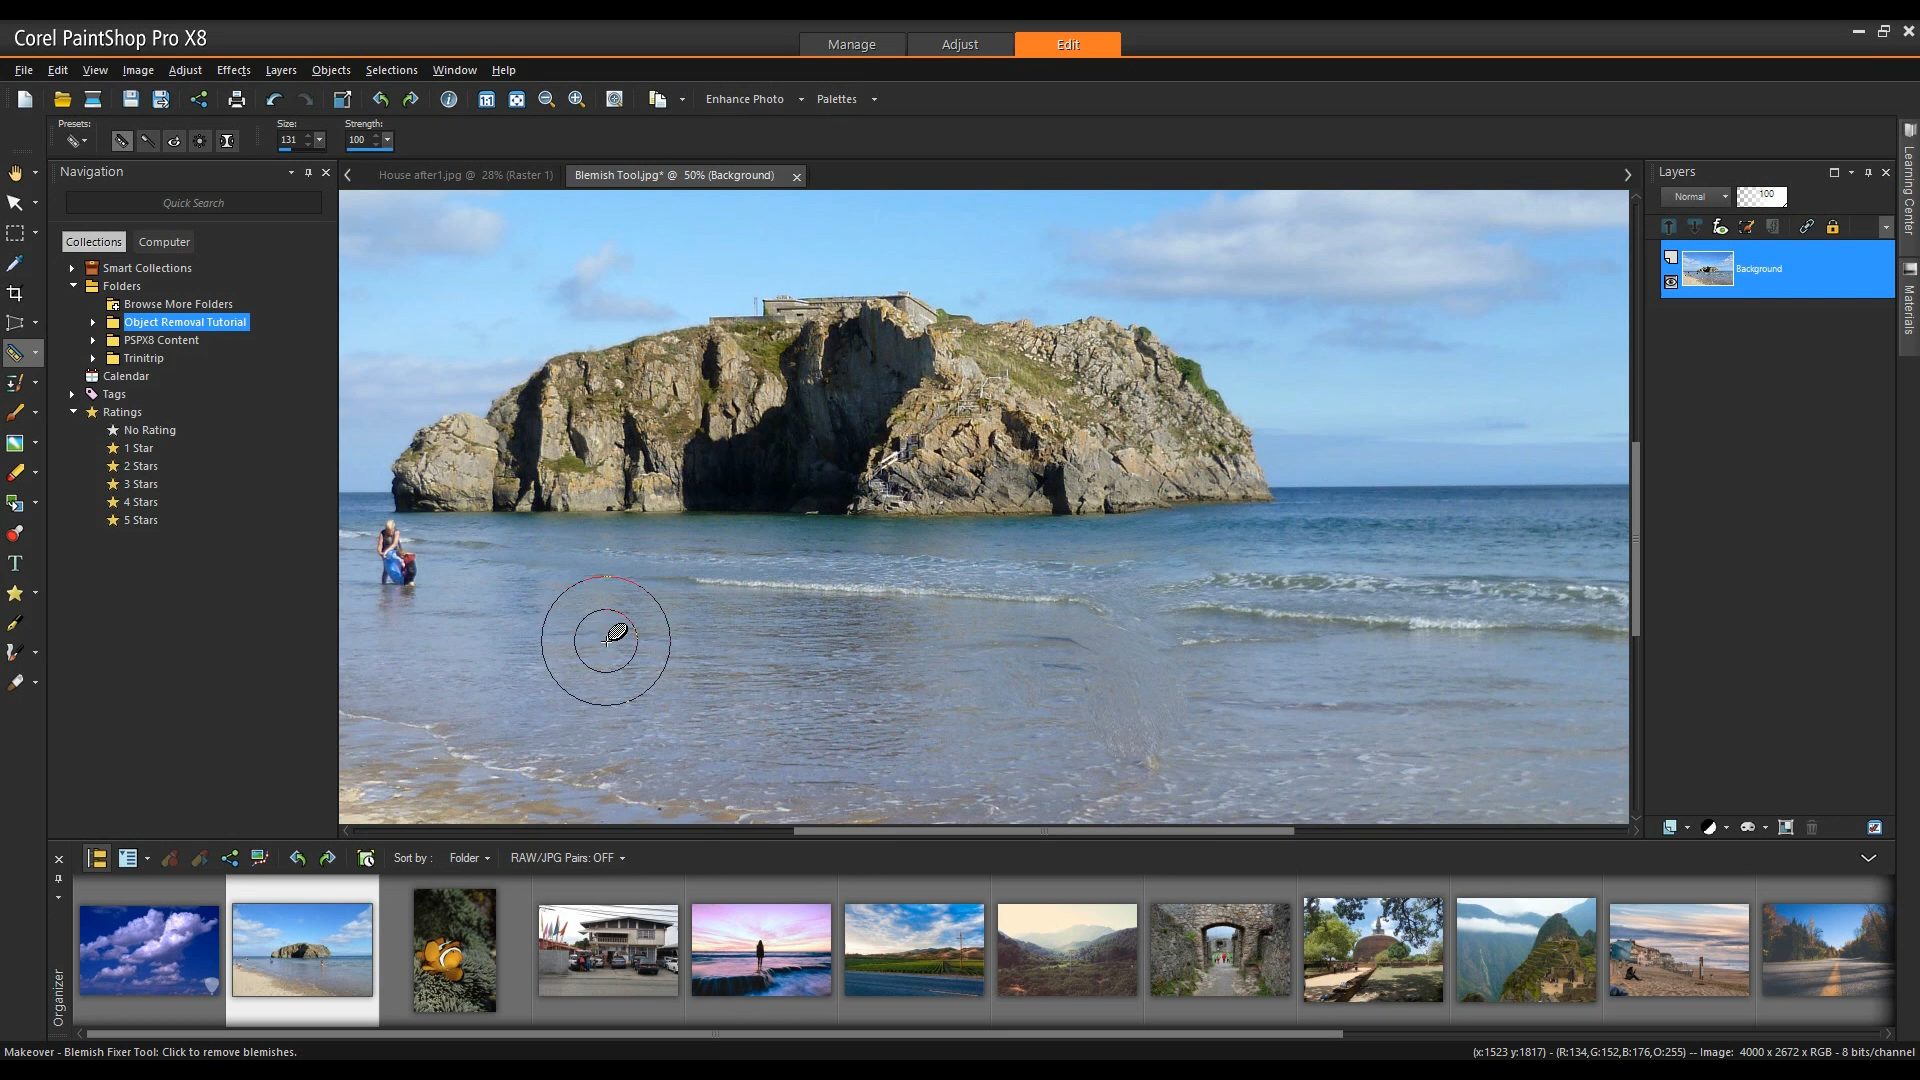 Corel PaintShop Pro X8
Manage
Adjust
Edit
File Edit View Image Adjust Effects Layers Objects Selections Window Help
Enhance Photo
Palettes
Presets:
Size:
131
Strength:
100
Navigation
Quick Search
Collections
Computer
Smart Collections
Folders
Browse More Folders
Object Removal Tutorial
PSPX8 Content
Trinitrip
Calendar
Tags
Ratings
No Rating
1 Star
2 Stars
3 Stars
4 Stars
5 Stars
House after1.jpg @ 28% (Raster 1)
Blemish Tool.jpg* @ 50% (Background)
Layers
Normal
100
Background
Learning Center
Materials
Sort by :
Folder
RAW/JPG Pairs: OFF
Organizer
Makeover - Blemish Fixer Tool: Click to remove blemishes.
(x:1523 y:1817) - (R:134,G:152,B:176,O:255) -- Image: 4000 x 2672 x RGB - 8 bits/channel